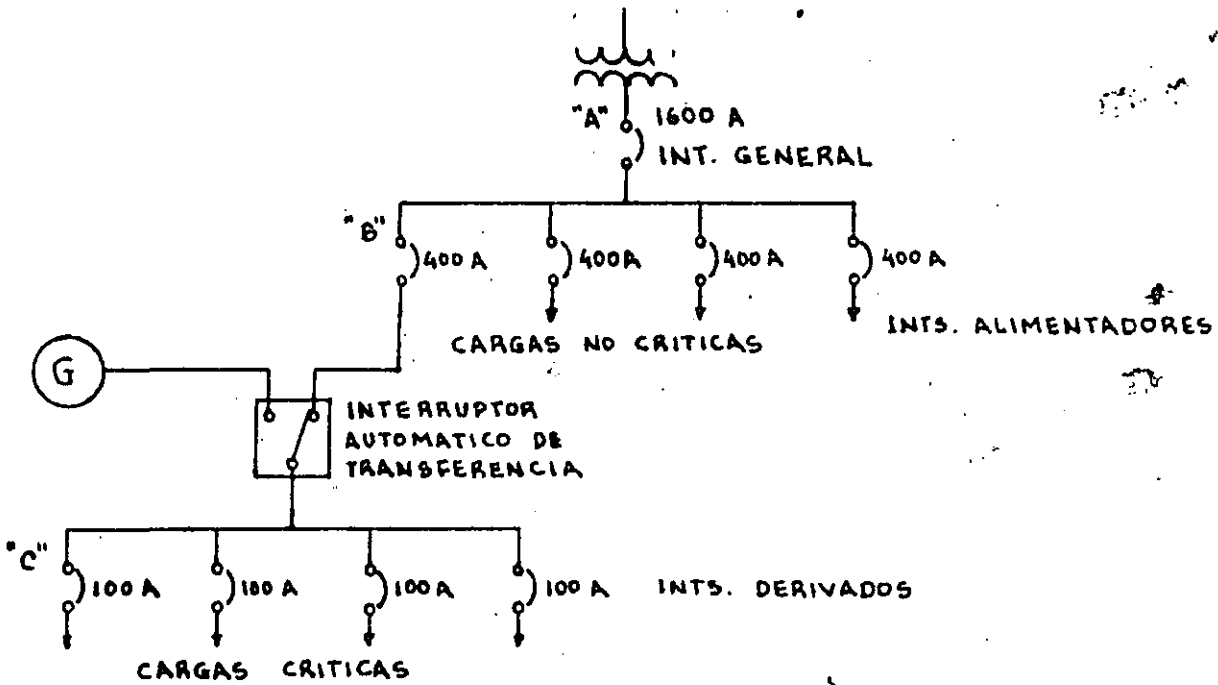 "A" 1600 A
INT. GENERAL
"B"
400 A 400A 400 A 400 A
INTS. ALIMENTADORES
CARGAS NO CRITICAS
G
INTERRUPTOR
AUTOMATICO DE
TRANSFERENCIA
"C"
100 A 100 A 100 A 100 A INTS. DERIVADOS
CARGAS CRITICAS